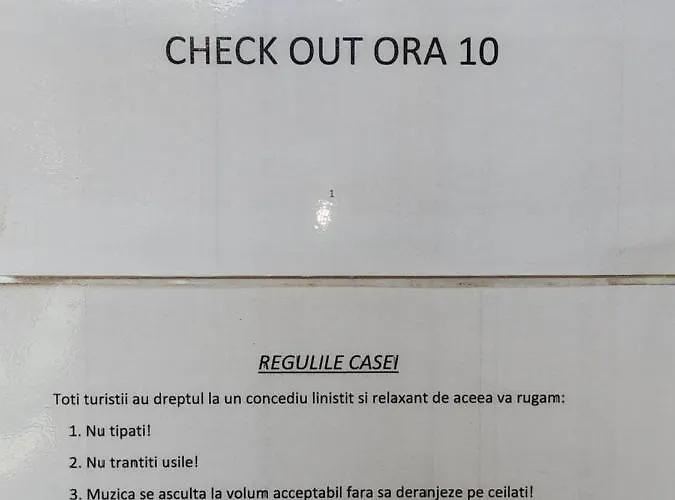 CHECK OUT ORA 10
1
REGULILE CASEI
Toti turistii au dreptul la un concediu linistit si relaxant de aceea va rugam:
1. Nu tipati!
2. Nu trantiti usile!
3. Muzica se asculta la volum acceptabil fara sa deranjeze pe ceilati!